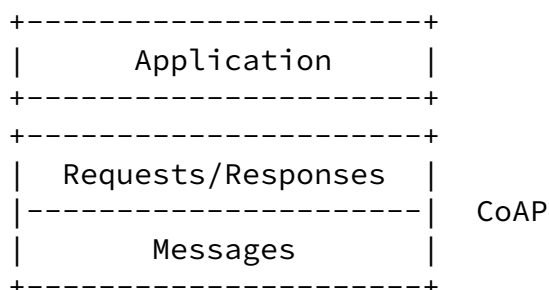 +----------------------+
|      Application     |
+----------------------+
+----------------------+
|  Requests/Responses  |
|----------------------|  CoAP
|       Messages       |
+----------------------+